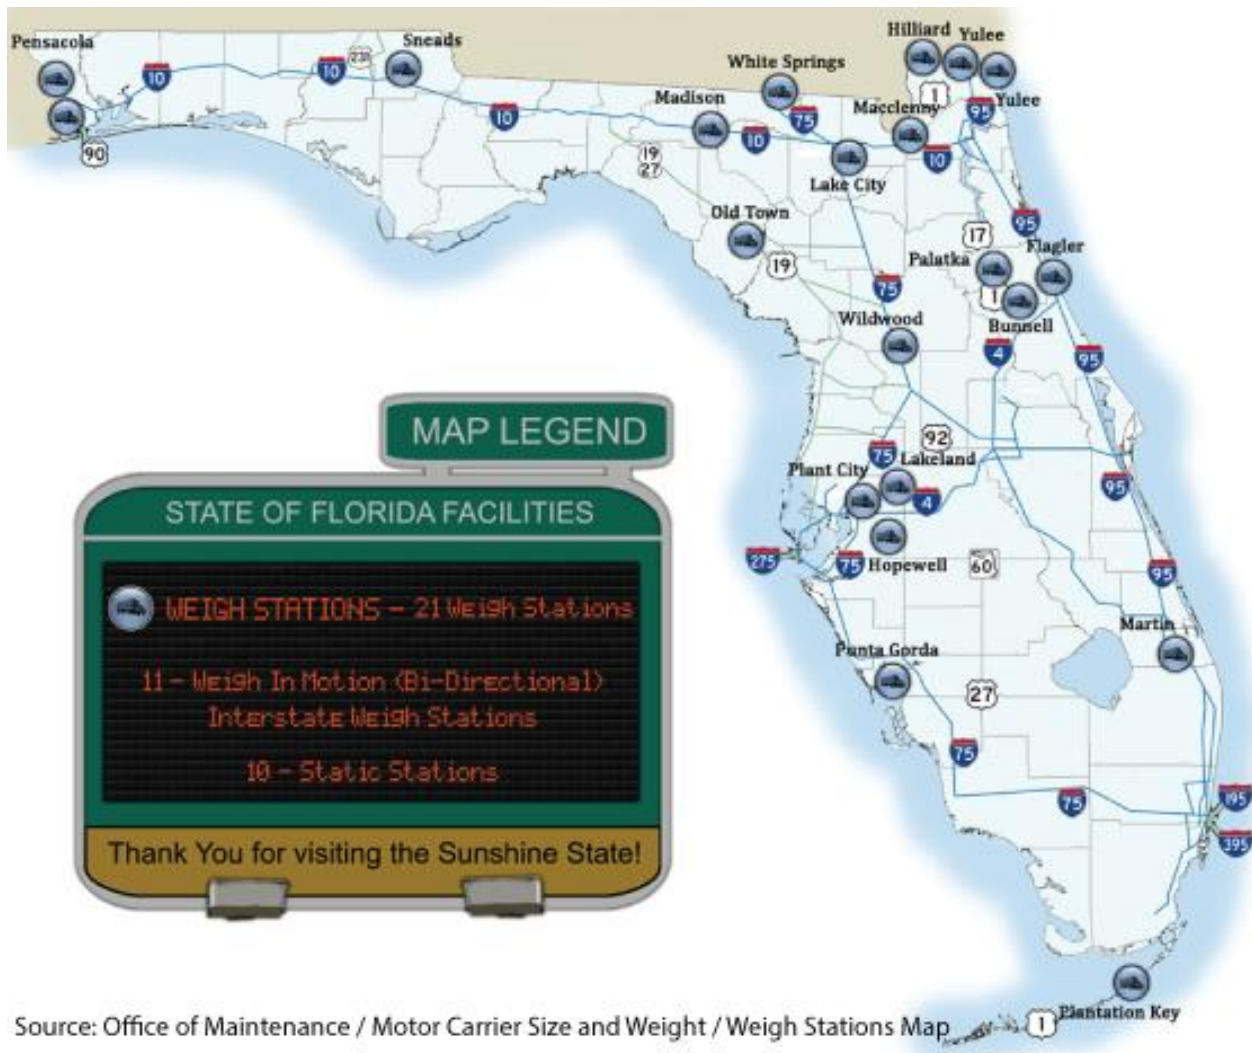 Pensacola
Sneads
Hilliard
Yulee
White Springs
10
10
231
Madison
1
75
Macclenny
95
Yulee
10
10
90
19
27
10
Lake City
Old Town
95
17
Flagler
19
Palatka
75
1
Wildwood
Bunnell
4
95
92
75
Lakeland
Plant City
95
4
275
75
Hopewell
60
95
Martin
Punta Gorda
27
75
75
195
395
Plantation Key
1
MAP LEGEND
STATE OF FLORIDA FACILITIES
WEIGH STATIONS - 21 Weigh Stations
11 - Weigh In Motion (Bi-Directional)
Interstate Weigh Stations
10 - Static Stations
Thank You for visiting the Sunshine State!
Source: Office of Maintenance / Motor Carrier Size and Weight / Weigh Stations Map